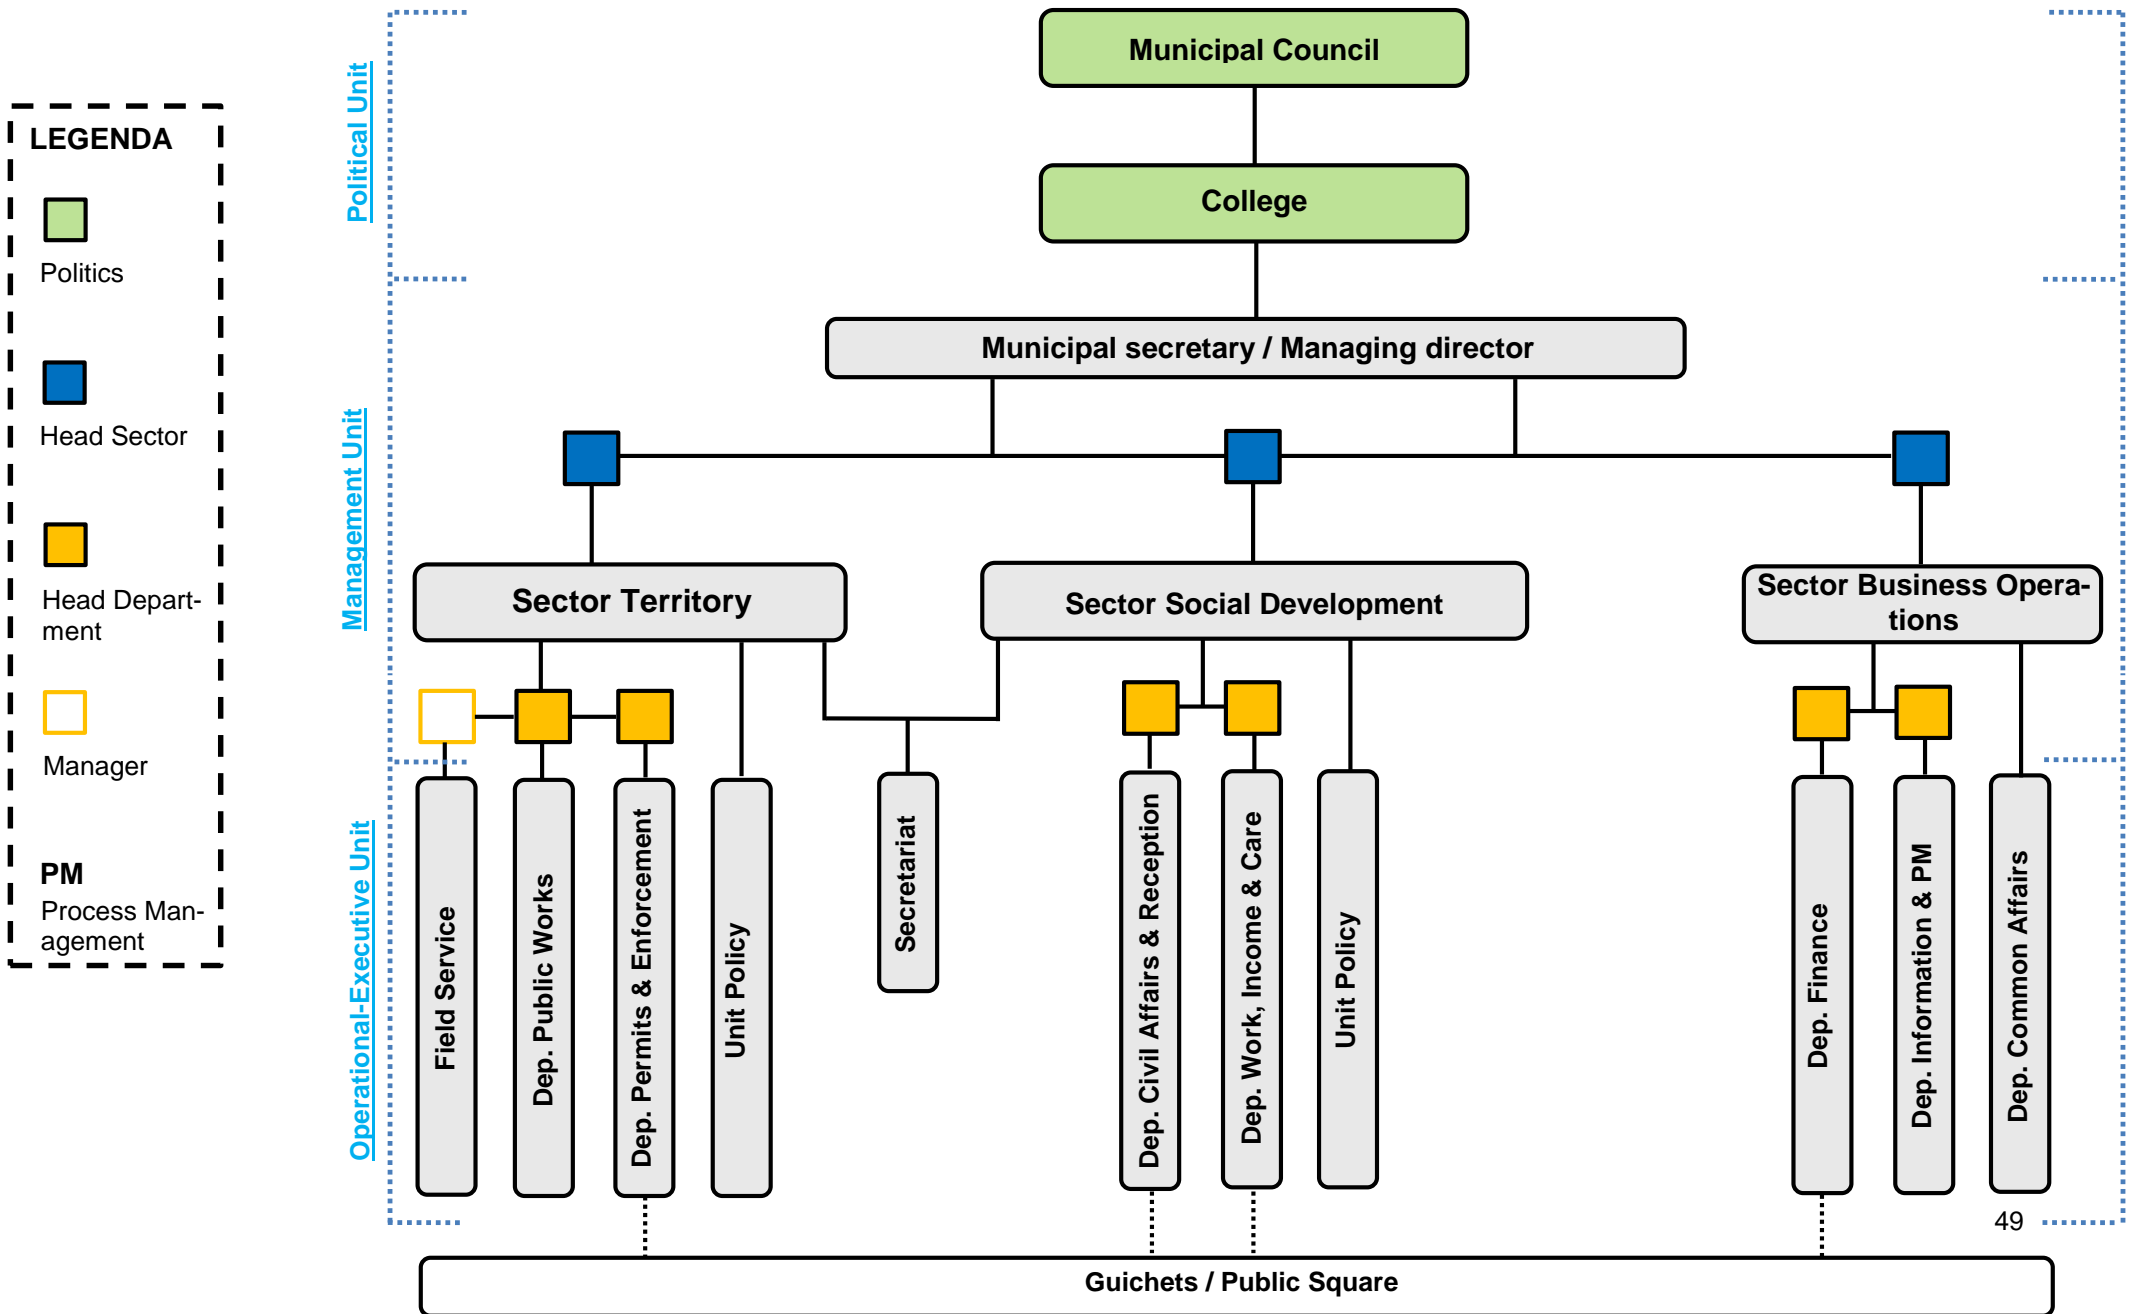 Municipal Council
College
Political Unit
LEGENDA
Politics
Head Sector
Head Depart-
ment
Manager
PM
Process Man-
agement
Municipal secretary / Managing director
Management Unit
Sector Territory
Sector Social Development
Sector Business Opera-
tions
Operational-Executive Unit
Field Service
Dep. Public Works
Dep. Permits & Enforcement
Unit Policy
Secretariat
Dep. Civil Affairs & Reception
Dep. Work, Income & Care
Unit Policy
Dep. Finance
Dep. Information & PM
Dep. Common Affairs
49
Guichets / Public Square